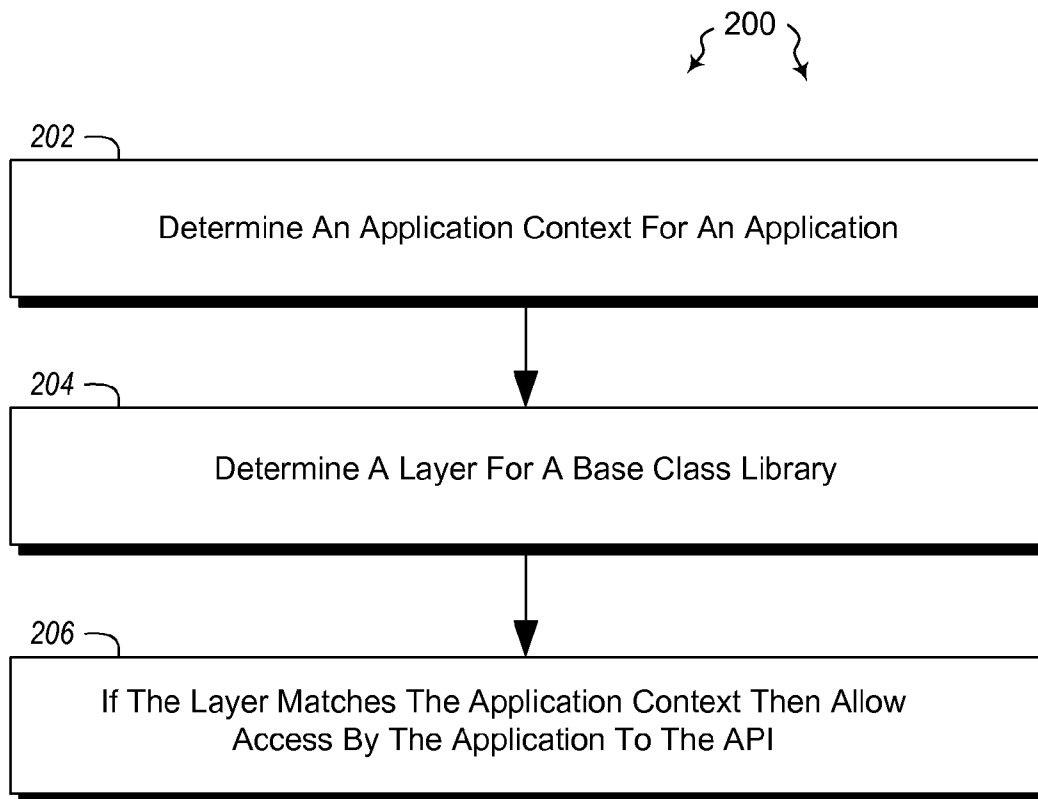 200
202
Determine An Application Context For An Application
204
Determine A Layer For A Base Class Library
206
If The Layer Matches The Application Context Then Allow
Access By The Application To The API